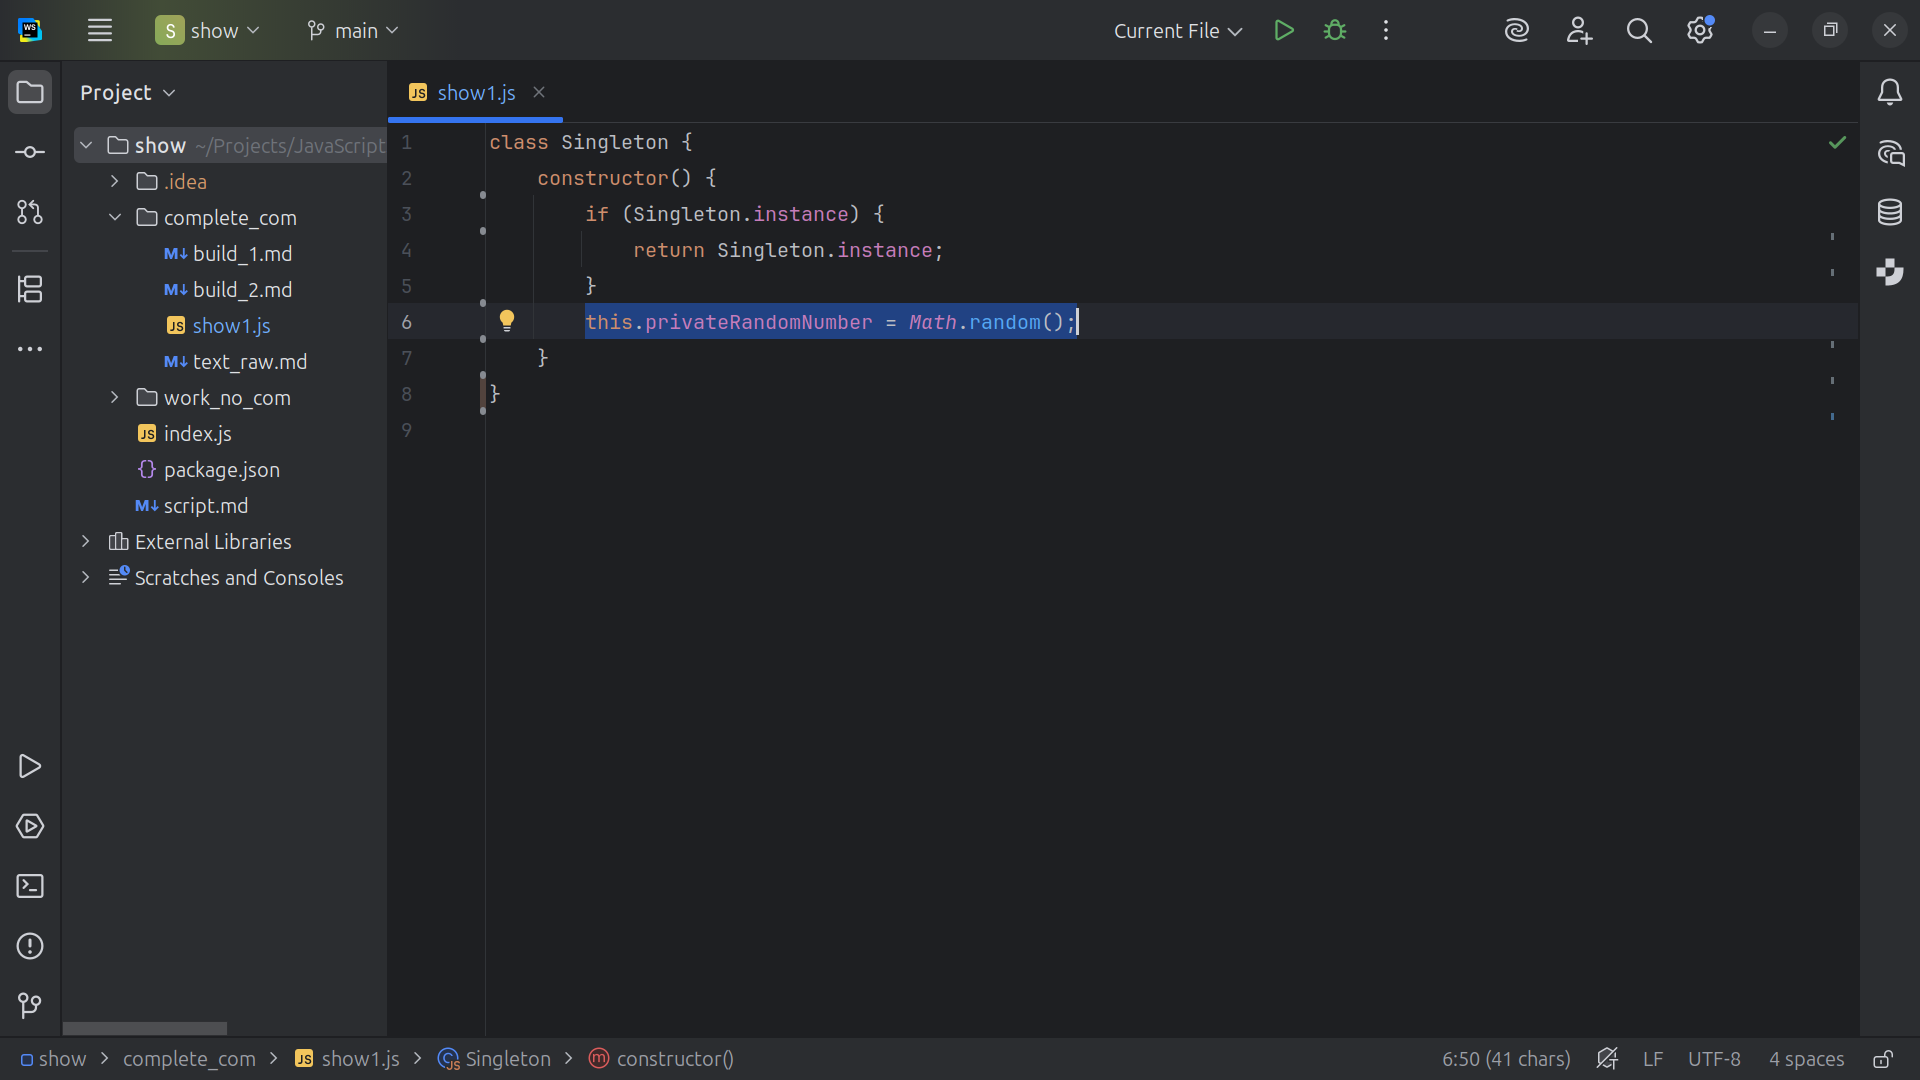 WS
S show
main
Current File
Project
JS show1.js
show ~/Projects/JavaScript
.idea
complete_com
M↓ build_1.md
M↓ build_2.md
JS show1.js
M↓ text_raw.md
work_no_com
JS index.js
{} package.json
M↓ script.md
External Libraries
Scratches and Consoles
1 class Singleton {
2 constructor() {
3 if (Singleton.instance) {
4 return Singleton.instance;
5 }
6 this.privateRandomNumber = Math.random();
7 }
8 }
9
show > complete_com > JS show1.js > C JS Singleton > m constructor()
6:50 (41 chars) LF UTF-8 4 spaces